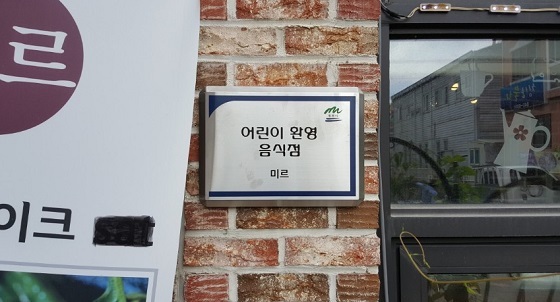 르
어린이 환영
음식점
미르
이크